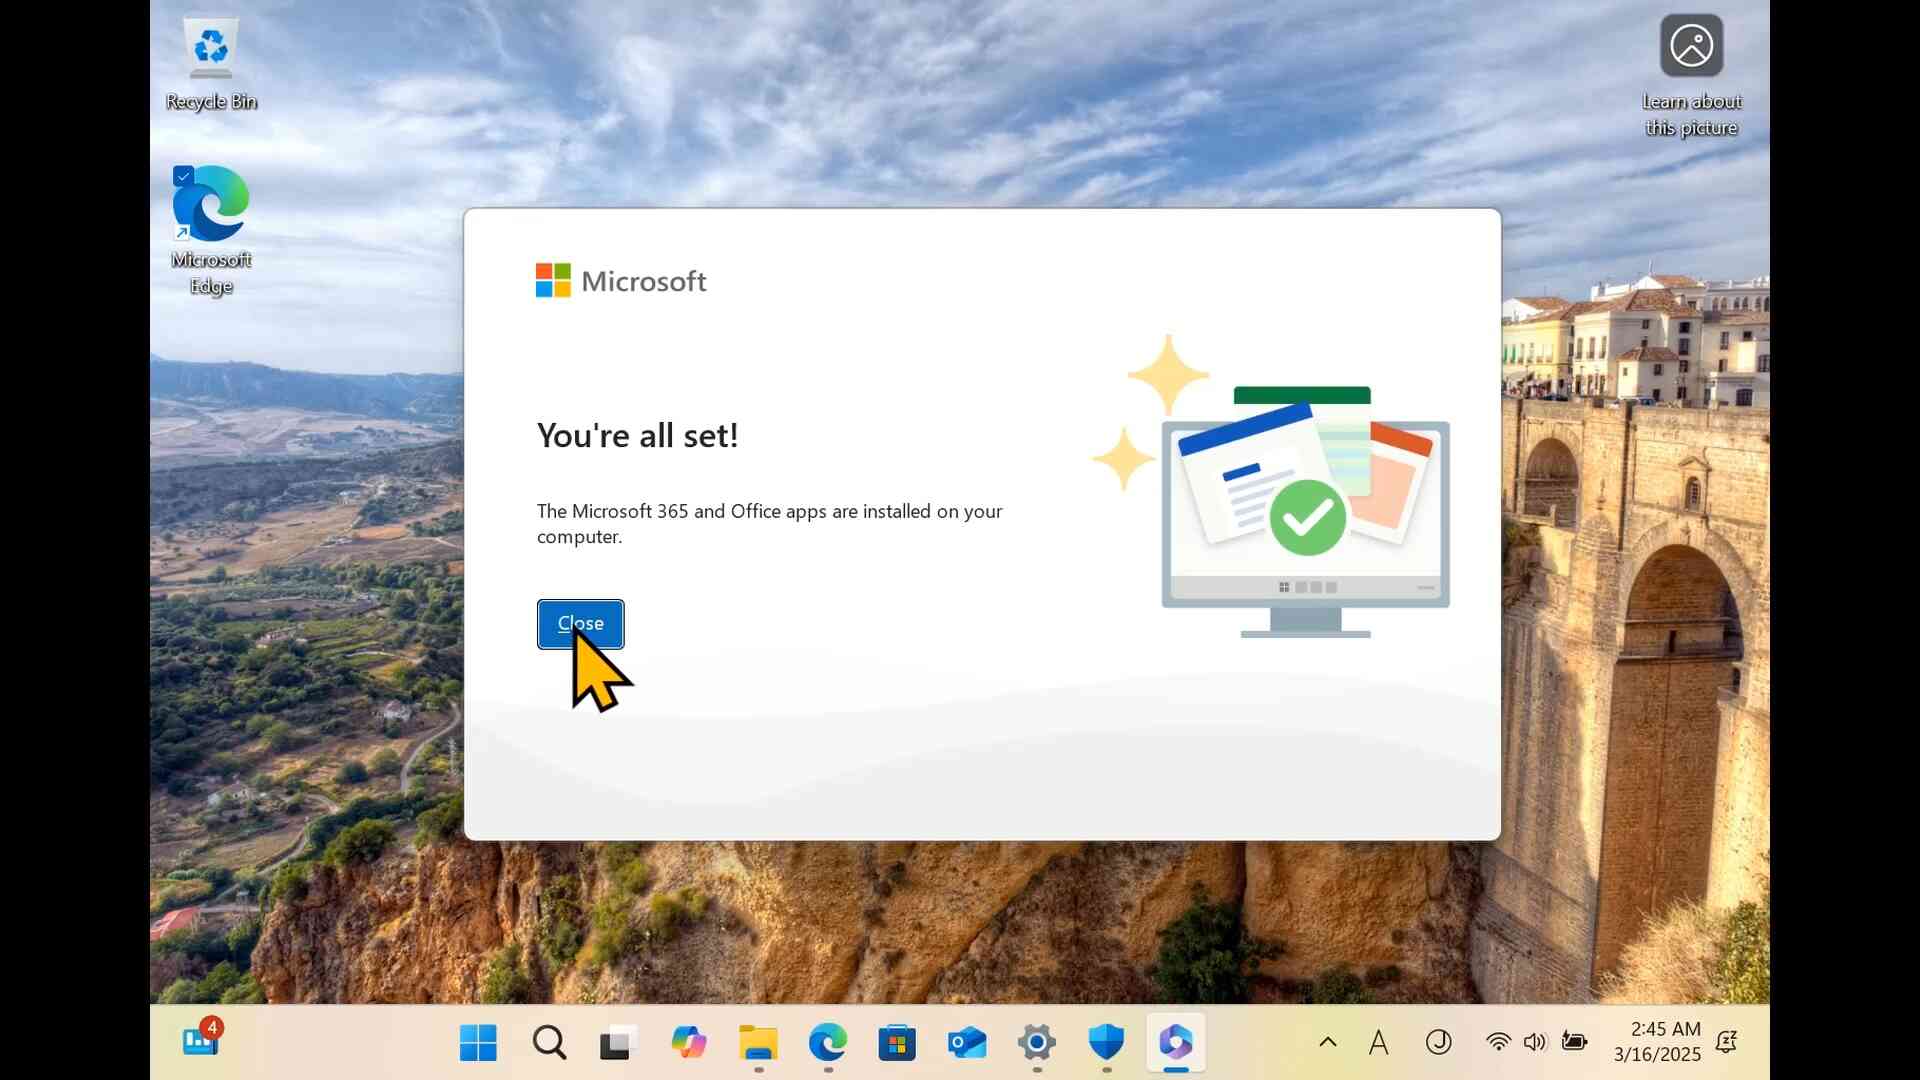 Recycle Bin
Learn about
this picture
Microsoft
Edge
Microsoft
You're all set!
The Microsoft 365 and Office apps are installed on your
computer.
Close
4
A
2:45 AM
3/16/2025